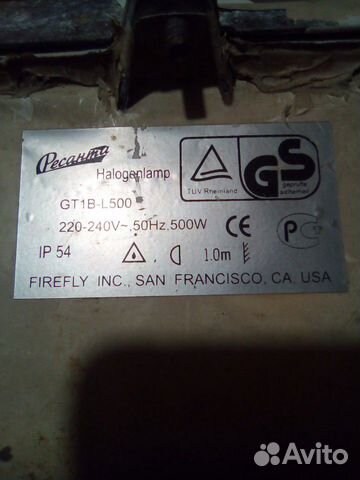 Ресанта
Halogenlamp
TÜV Rheinland
GS
geprüfte
sicherheit
GT1B-L500
220-240V~,50Hz,500W
CE
PC
IP 54
1.0m
FIREFLY INC., SAN FRANCISCO, CA, USA
Avito